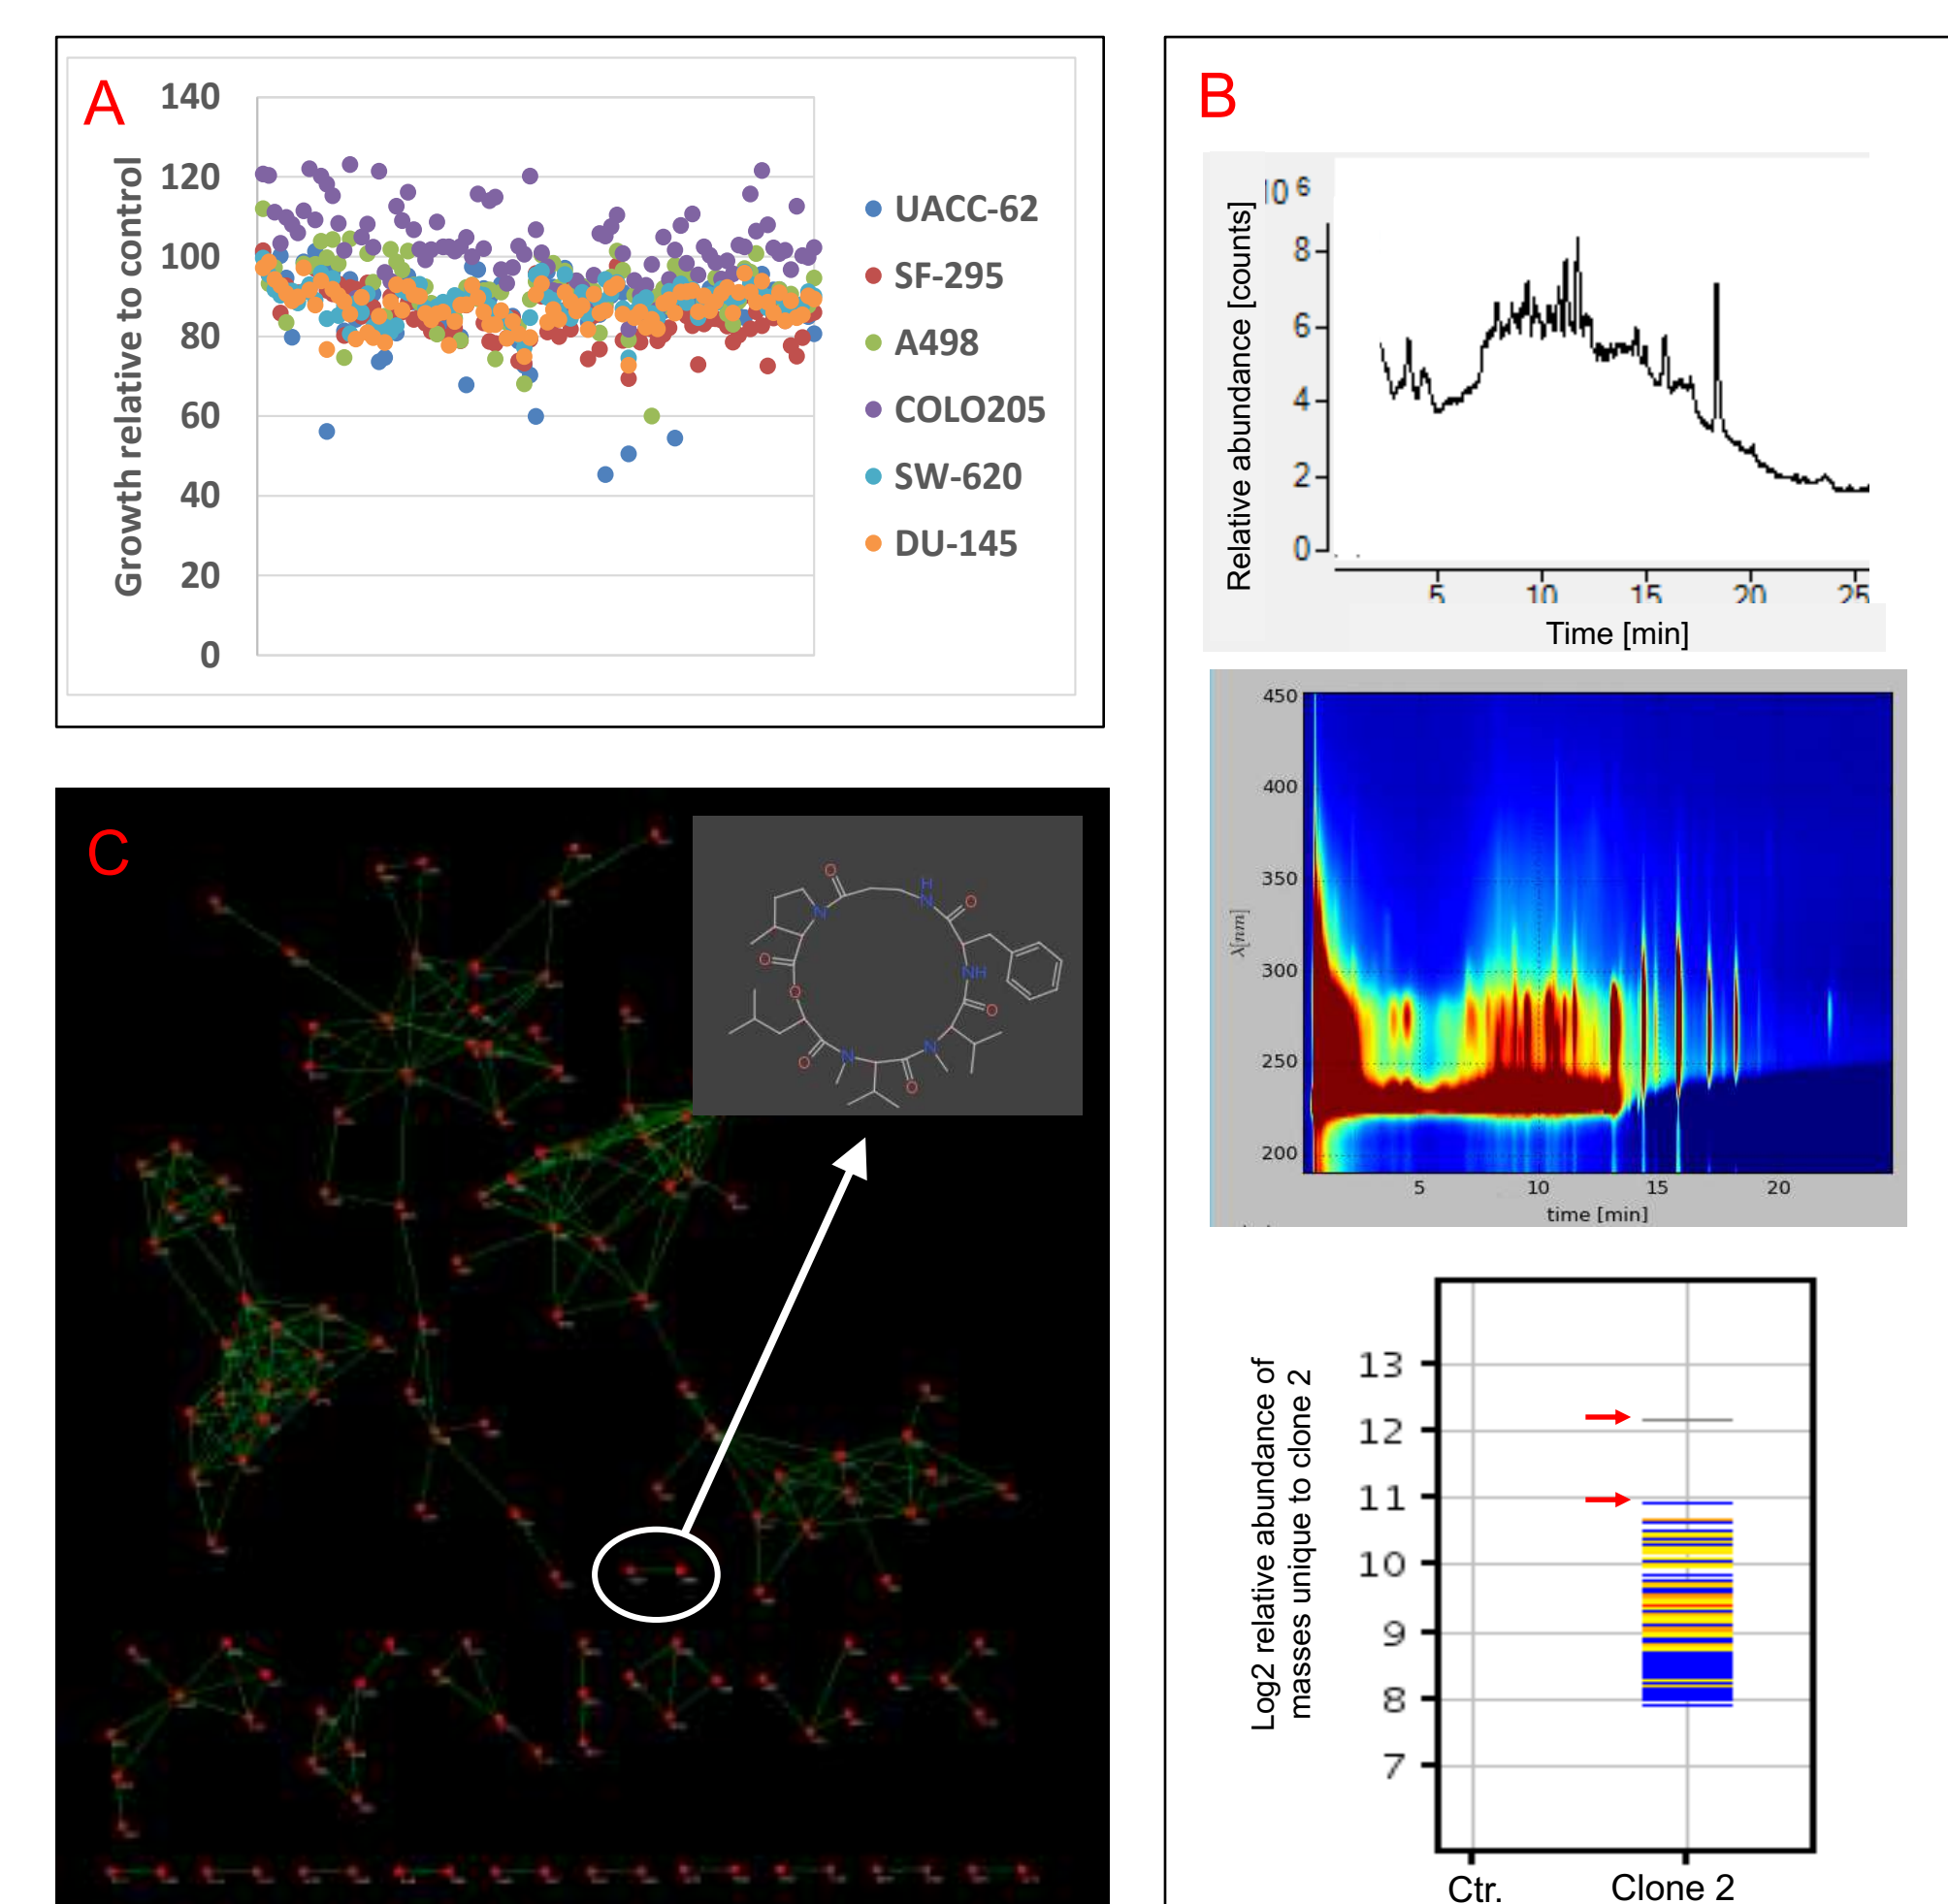 A
140
120
100
80
60
40
20
0
Growth relative to control
UACC-62
SF-295
A498
COLO205
SW-620
DU-145
B
10 6
8
6
4
2
0
Relative abundance [counts]
5 10 15 20 25
Time [min]
450
400
350
300
250
200
λ[nm]
5 10 15 20
time [min]
13
12
11
10
9
8
7
Log2 relative abundance of
masses unique to clone 2
Ctr. Clone 2
C
O
H
N
O
N
O
NH
O
O
N
O
N
O